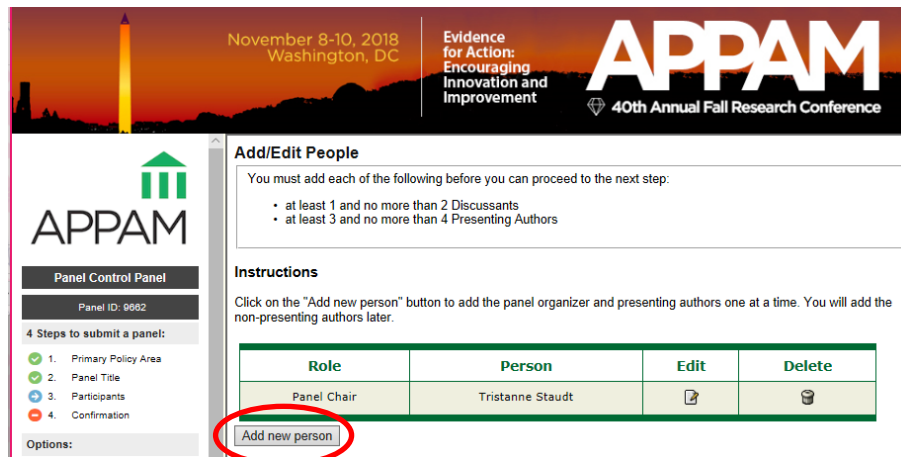 November 8-10, 2018
Washington, DC
Evidence
for Action:
Encouraging
Innovation and
Improvement
APPAM
40th Annual Fall Research Conference
APPAM
Panel Control Panel
Panel ID: 9662
4 Steps to submit a panel:
1. Primary Policy Area
2. Panel Title
3. Participants
4. Confirmation
Options:
Add/Edit People
You must add each of the following before you can proceed to the next step:
• at least 1 and no more than 2 Discussants
• at least 3 and no more than 4 Presenting Authors
Instructions
Click on the "Add new person" button to add the panel organizer and presenting authors one at a time. You will add the
non-presenting authors later.
Role Person Edit Delete
Panel Chair Tristanne Staudt
Add new person